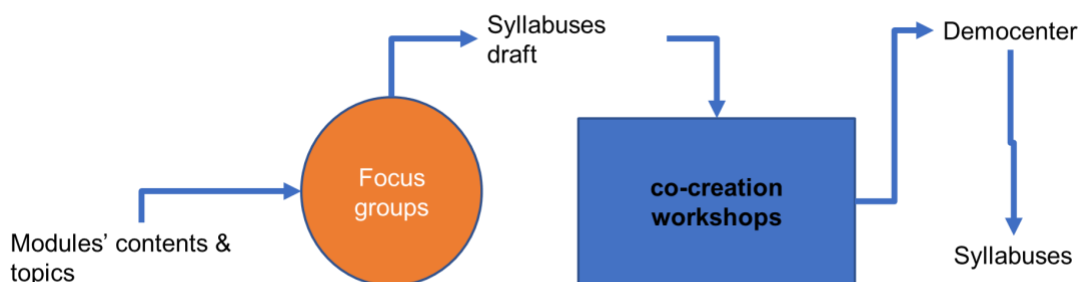 Modules’ contents &
topics
Focus
groups
Syllabuses
draft
co-creation
workshops
Democenter
Syllabuses